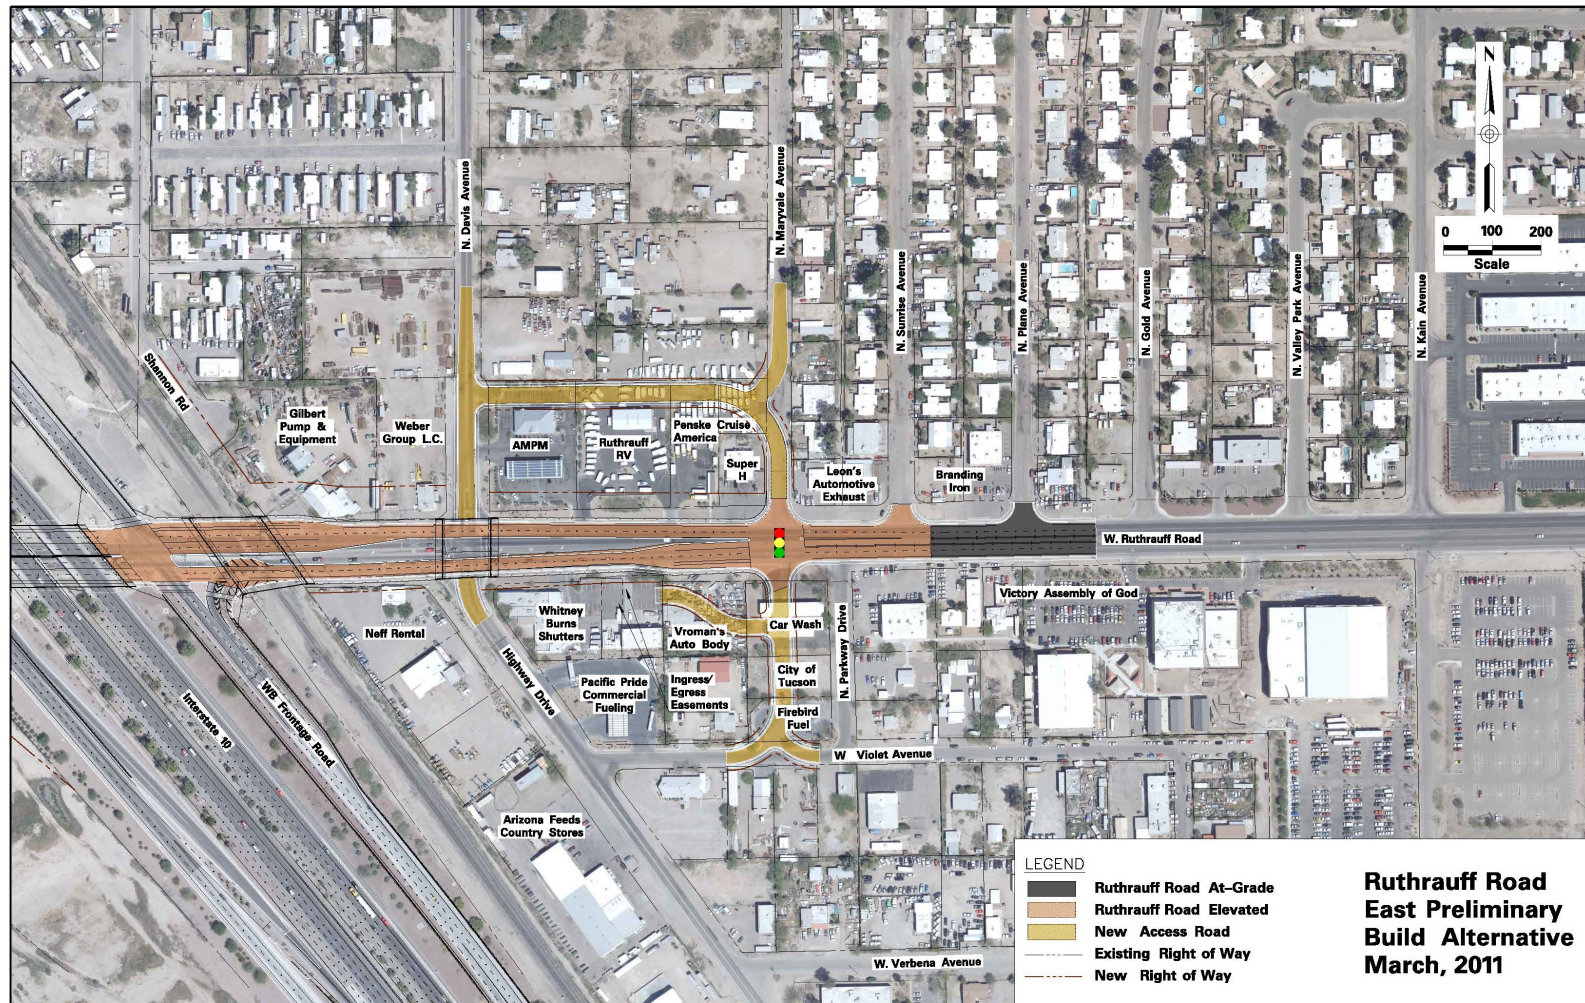 N
0 100 200
Scale
N. Davis Avenue
N. Maryvale Avenue
N. Sunrise Avenue
N. Plane Avenue
N. Gold Avenue
N. Valley Park Avenue
N. Kain Avenue
Shannon Rd
Gilbert
Pump &
Equipment
Weber
Group L.C.
AMPM
Ruthrauff
RV
Penske Cruise
America
Super
H
Leon's
Automotive
Exhaust
Branding
Iron
W. Ruthrauff Road
Neff Rental
Whitney
Burns
Shutters
Vroman's
Auto Body
Car Wash
Victory Assembly of God
N. Parkway Drive
Highway Drive
Pacific Pride
Commercial
Fueling
Ingress/
Egress
Easements
City of
Tucson
Firebird
Fuel
W Violet Avenue
Interstate 10
WB Frontage Road
Arizona Feeds
Country Stores
W. Verbena Avenue
LEGEND
Ruthrauff Road At-Grade
Ruthrauff Road Elevated
New Access Road
Existing Right of Way
New Right of Way
Ruthrauff Road
East Preliminary
Build Alternative
March, 2011